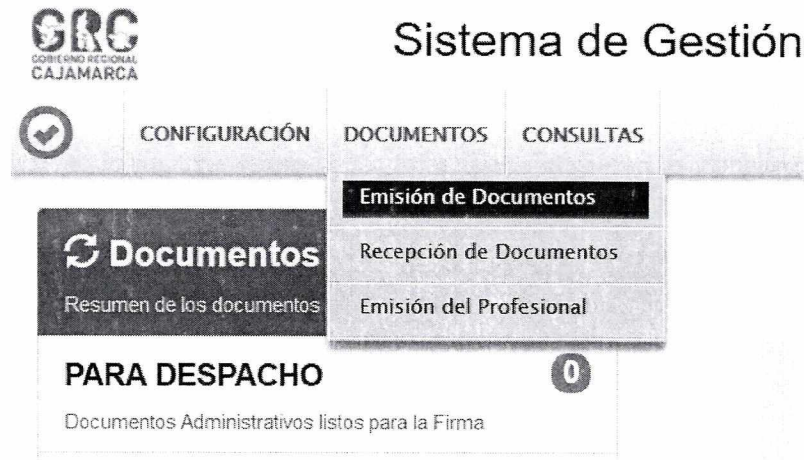 GRC
GOBIERNO REGIONAL
CAJAMARCA
Sistema de Gestión
CONFIGURACIÓN
DOCUMENTOS
CONSULTAS
Emisión de Documentos
Recepción de Documentos
Emisión del Profesional
Documentos
Resumen de los documentos
PARA DESPACHO
0
Documentos Administrativos listos para la Firma